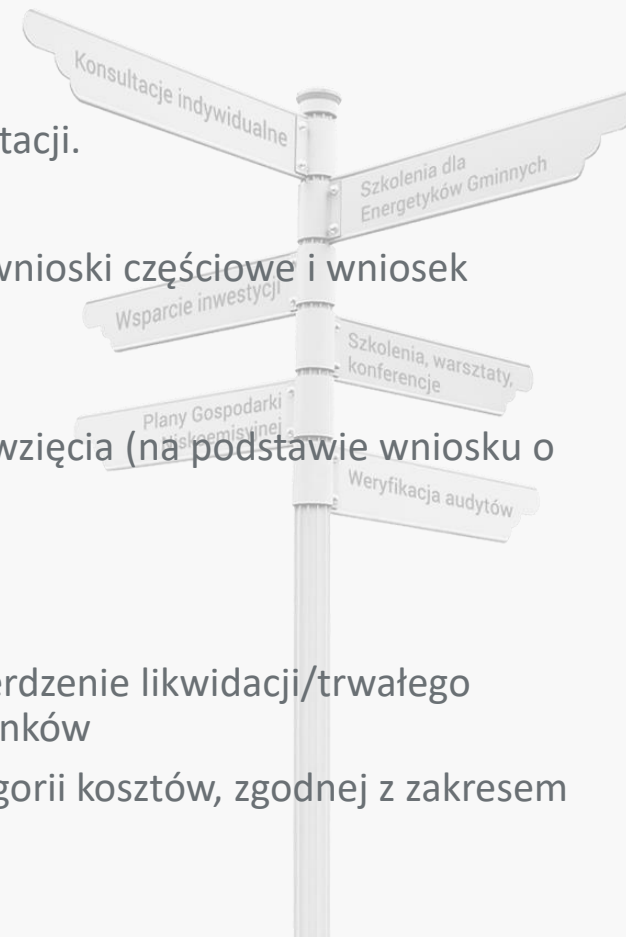 Konsultacje indywidualne
tacji.
Szkolenia dla
Energetyków Gminnych
wnioski częściowe i wniosek
Wsparcie inwestycji
Szkolenia, warsztaty,
konferencje
Plany Gospodarki
Niskoemisyjnej
wzięcia (na podstawie wniosku o
Weryfikacja audytów
erdzenie likwidacji/trwałego
nków
gorii kosztów, zgodnej z zakresem